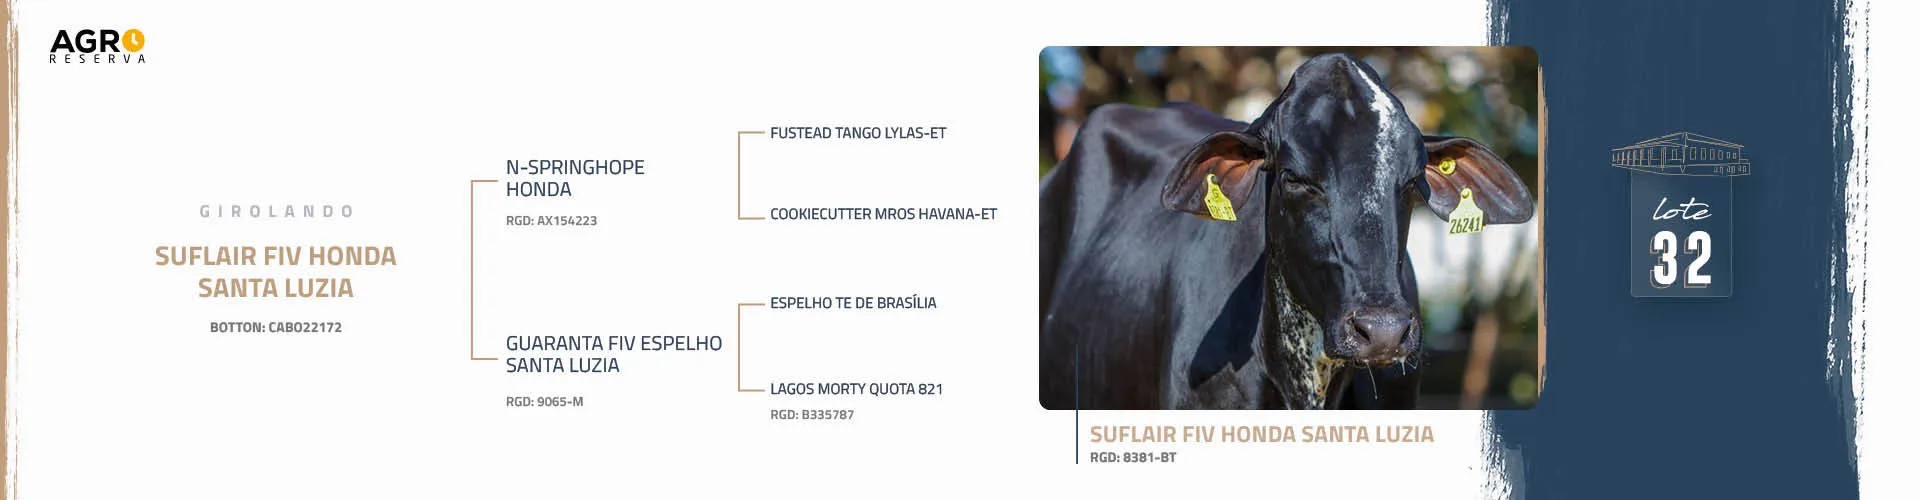 AGRO
RESERVA
GIROLANDO
SUFLAIR FIV HONDA
SANTA LUZIA
BOTTON: CABO22172
N-SPRINGHOPE
HONDA
RGD: AX154223
GUARANTA FIV ESPELHO
SANTA LUZIA
RGD: 9065-M
FUSTEAD TANGO LYLAS-ET
COOKIECUTTER MROS HAVANA-ET
ESPELHO TE DE BRASÍLIA
LAGOS MORTY QUOTA 821
RGD: B335787
26241
SUFLAIR FIV HONDA SANTA LUZIA
RGD: 8381-BT
lote
32